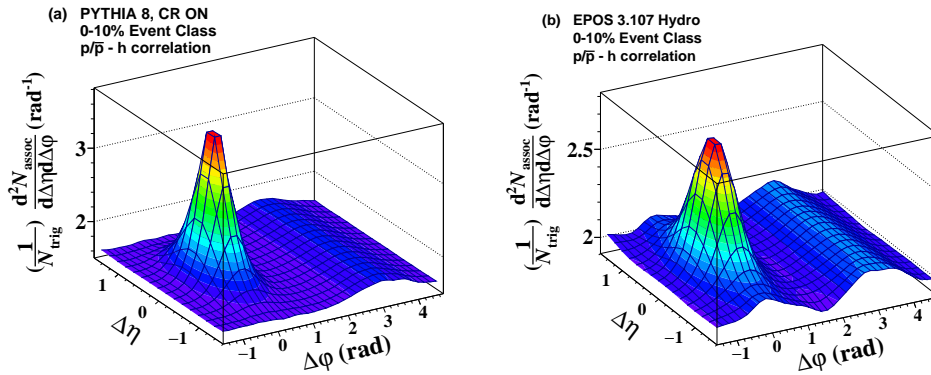 (a) PYTHIA 8, CR ON
0-10% Event Class
p/p̅ - h correlation
(1/N_trig) d²N_assoc/dΔηdΔφ (rad⁻¹)
3
2
1
0
−1
Δη
−1
0
1
2
3
4
Δφ (rad)
(b) EPOS 3.107 Hydro
0-10% Event Class
p/p̅ - h correlation
(1/N_trig) d²N_assoc/dΔηdΔφ (rad⁻¹)
2.5
2
1
0
−1
Δη
−1
0
1
2
3
4
Δφ (rad)